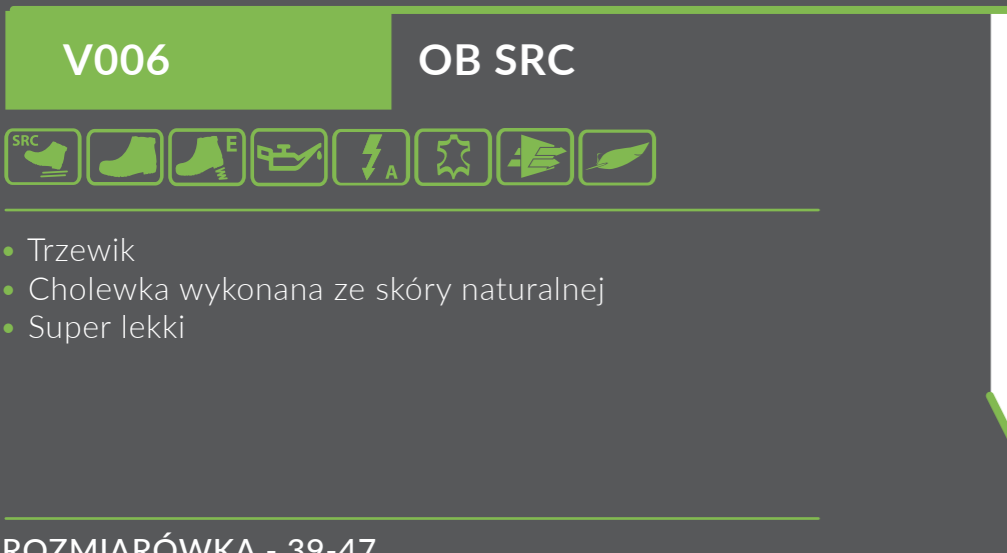 V006
OB SRC
SRC
E
A
• Trzewik
• Cholewka wykonana ze skóry naturalnej
• Super lekki
ROZMIARÓWKA - 39-47